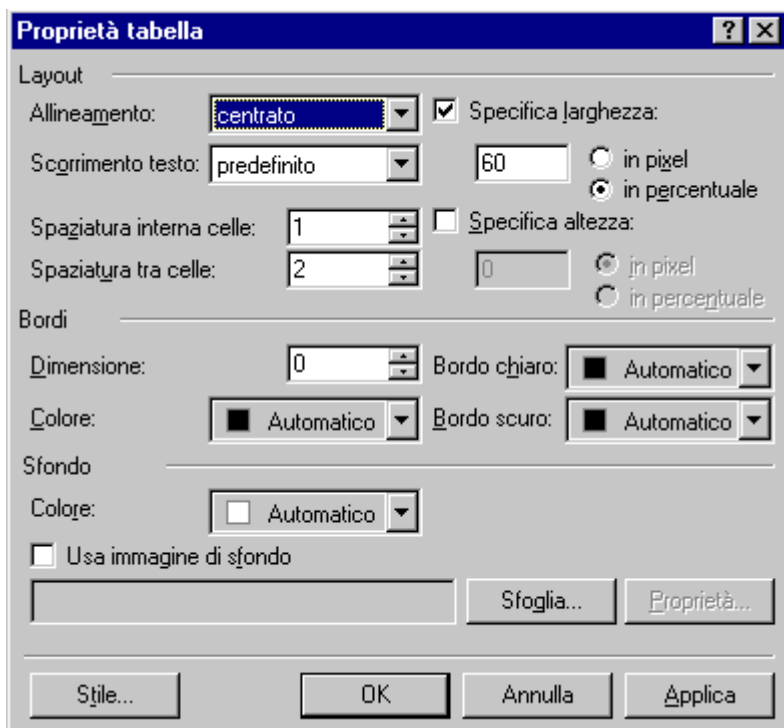 Proprietà tabella
Layout
Allineamento: centrato
Specifica larghezza:
Scorrimento testo: predefinito
60
in pixel
in percentuale
Spaziatura interna celle: 1
Specifica altezza:
Spaziatura tra celle: 2
0
in pixel
in percentuale
Bordi
Dimensione: 0
Bordo chiaro: Automatico
Colore: Automatico
Bordo scuro: Automatico
Sfondo
Colore: Automatico
Usa immagine di sfondo
Sfoglia... Proprietà...
Stile... OK Annulla Applica